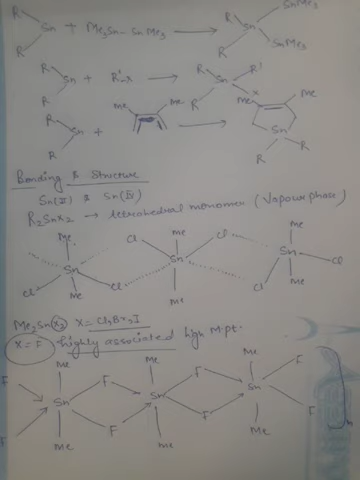 R Sn + Me3Sn - SnMe3 → R Sn SnMe3
R R SnMe3
R Sn + R'-x → R Sn R'
R R x
R Sn + Me Me → Me Me
R Sn
R R
Bonding & Structure
Sn(II) & Sn(IV)
R2SnX2 → tetrahedral monomer (Vapour phase)
Me Cl Me Cl Me
Sn Sn Sn Cl
Cl Me Cl Me Cl Me
Me2SnX2 X = Cl, Br, I
X = F highly associated high M.pt.
Me Me Me
F F F F
Sn Sn Sn
F F F F
Me Me Me